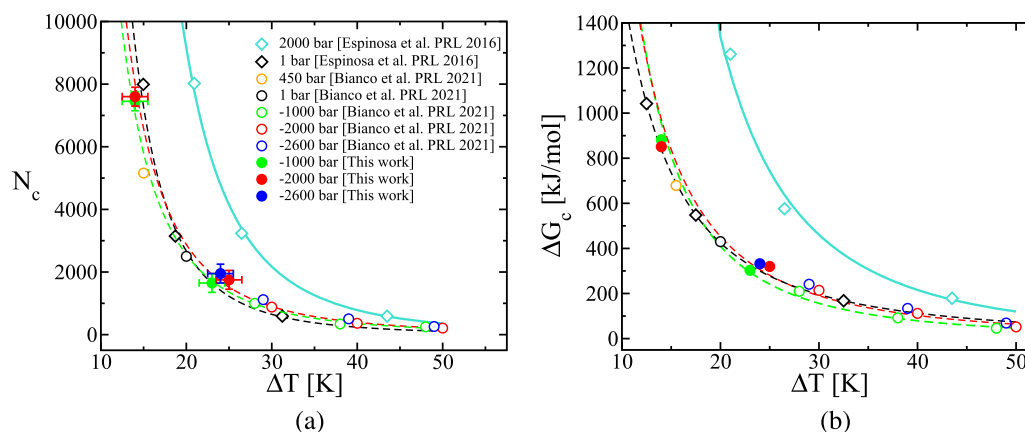 10000
8000
6000
4000
2000
0
N_c
10 20 30 40 50
ΔT [K]
2000 bar [Espinosa et al. PRL 2016]
1 bar [Espinosa et al. PRL 2016]
450 bar [Bianco et al. PRL 2021]
1 bar [Bianco et al. PRL 2021]
-1000 bar [Bianco et al. PRL 2021]
-2000 bar [Bianco et al. PRL 2021]
-2600 bar [Bianco et al. PRL 2021]
-1000 bar [This work]
-2000 bar [This work]
-2600 bar [This work]
(a)
1400
1200
1000
800
600
400
200
0
ΔG_c [kJ/mol]
10 20 30 40 50
ΔT [K]
(b)